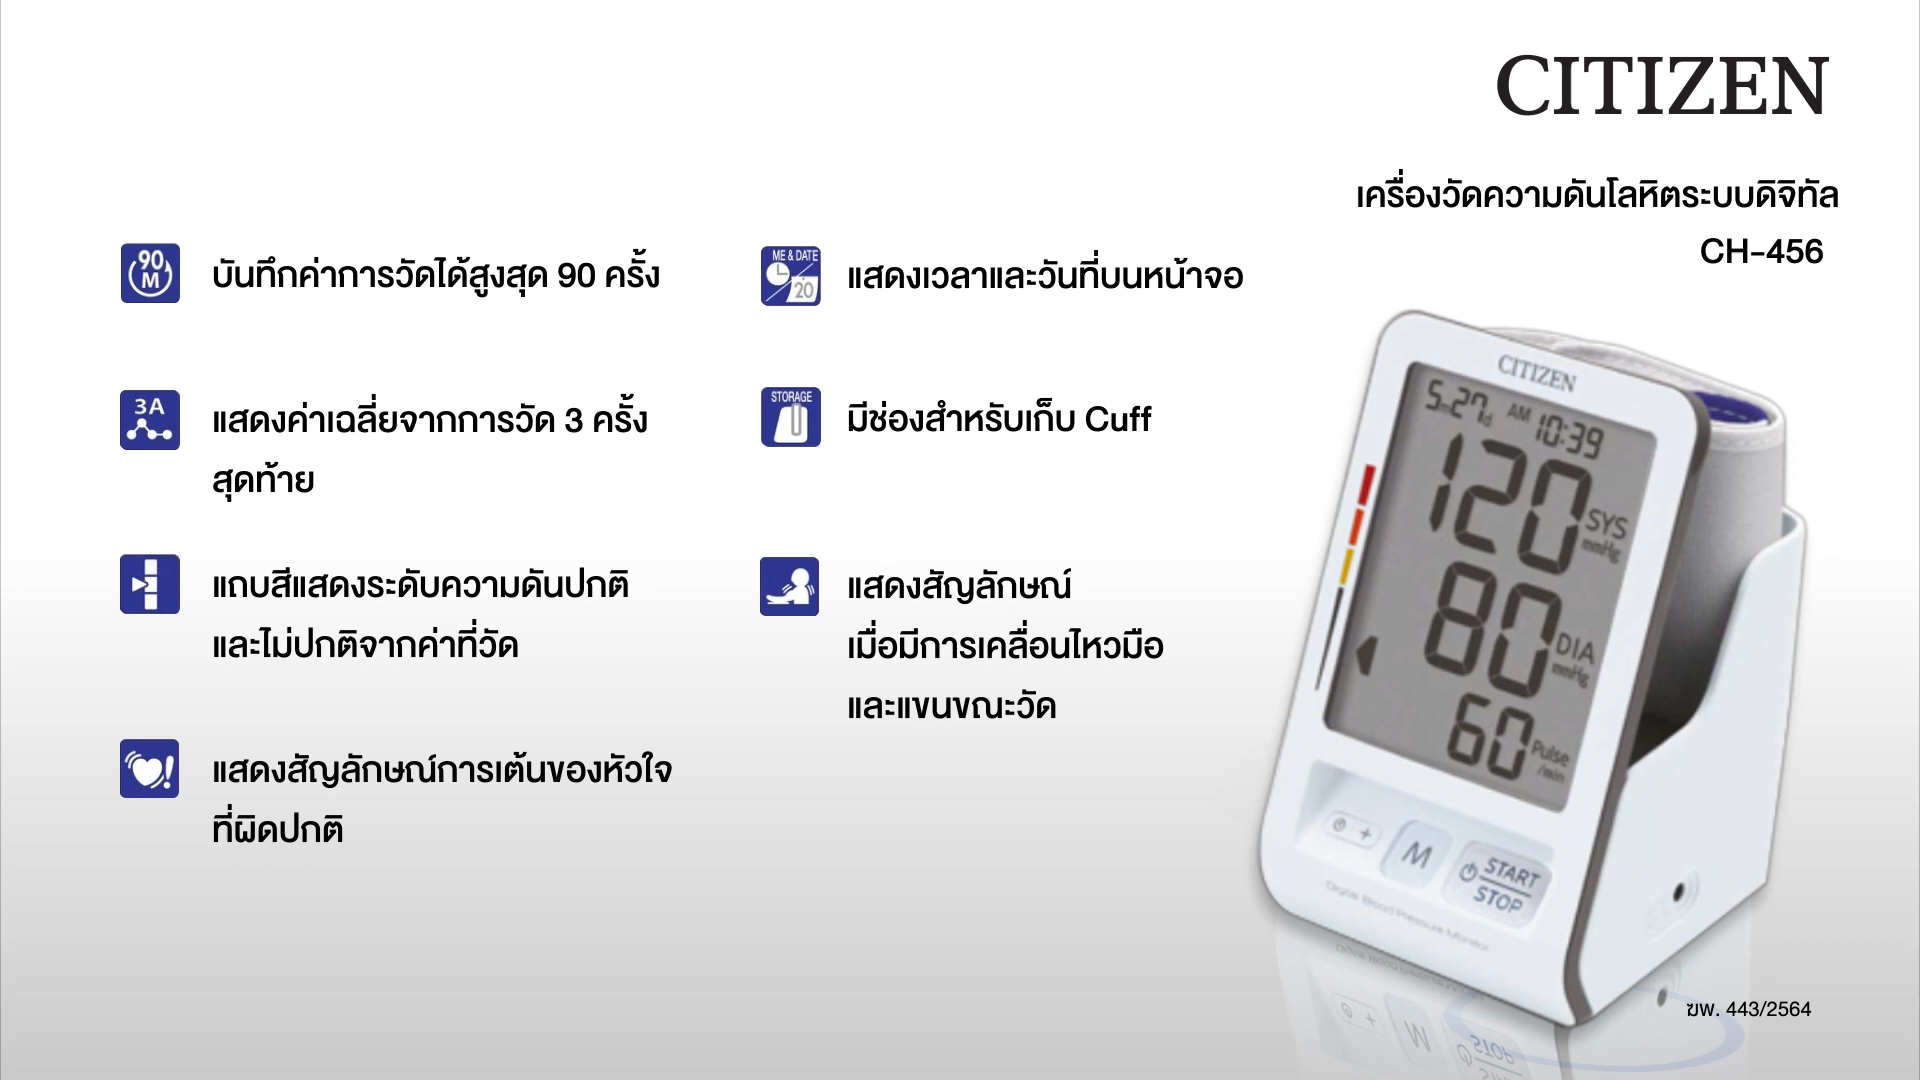 CITIZEN
เครื่องวัดความดันโลหิตระบบดิจิทัล
CH-456
90
M
บันทึกค่าการวัดได้สูงสุด 90 ครั้ง
3A
แสดงค่าเฉลี่ยจากการวัด 3 ครั้ง
สุดท้าย
แถบสีแสดงระดับความดันปกติ
และไม่ปกติจากค่าที่วัด
แสดงสัญลักษณ์การเต้นของหัวใจ
ที่ผิดปกติ
ME & DATE
20
แสดงเวลาและวันที่บนหน้าจอ
STORAGE
มีช่องสำหรับเก็บ Cuff
แสดงสัญลักษณ์
เมื่อมีการเคลื่อนไหวมือ
และแขนขณะวัด
CITIZEN
5m27d AM 10:39
120 SYS mmHg
80 DIA mmHg
60 Pulse /min
+ M START
STOP
Digital Blood Pressure Monitor
ฆพ. 443/2564